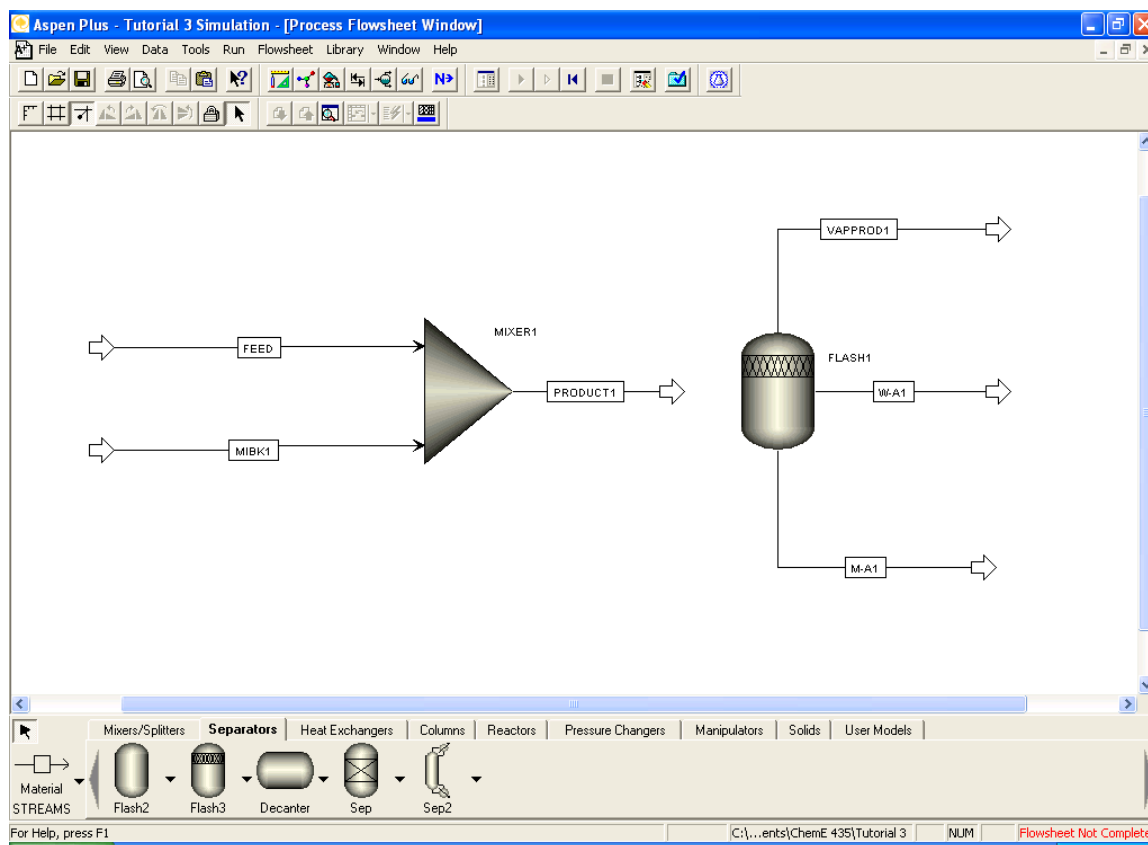 Aspen Plus - Tutorial 3 Simulation - [Process Flowsheet Window]
File Edit View Data Tools Run Flowsheet Library Window Help
N
VAPPROD1
MIXER1
FEED
FLASH1
PRODUCT1
W-A1
MIBK1
M-A1
Mixers/Splitters Separators Heat Exchangers Columns Reactors Pressure Changers Manipulators Solids User Models
Material
STREAMS Flash2 Flash3 Decanter Sep Sep2
For Help, press F1 C:\...ents\ChemE 435\Tutorial 3 NUM Flowsheet Not Complete